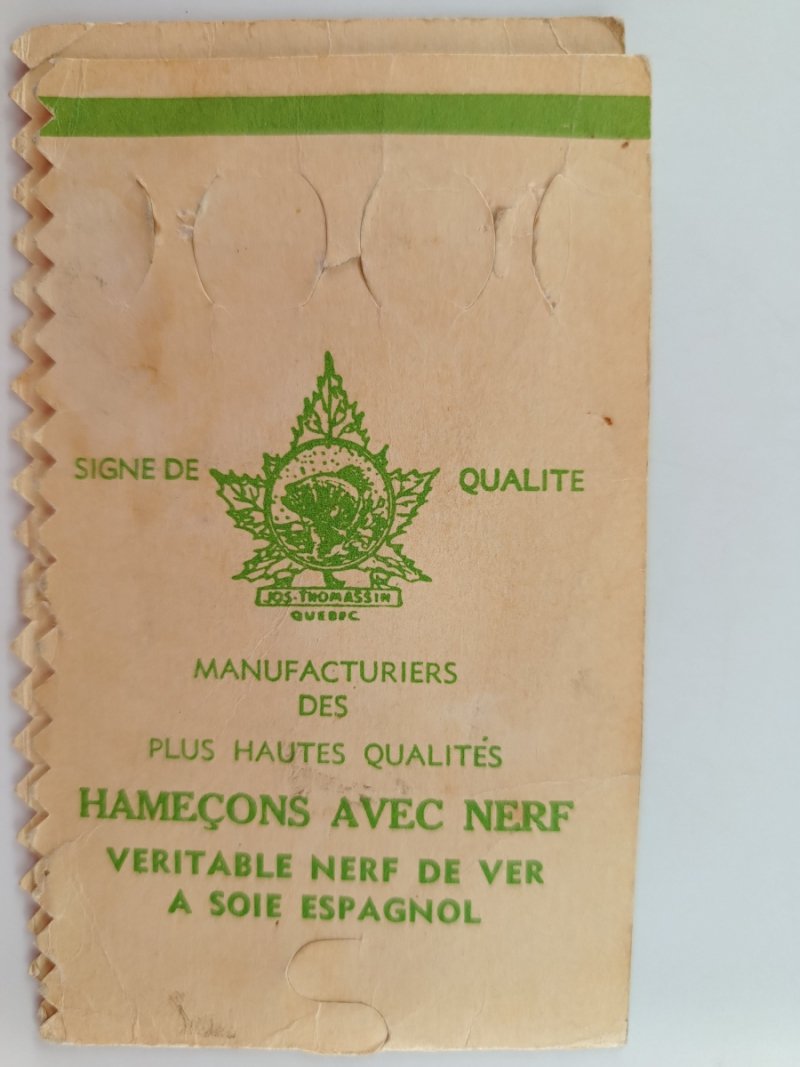 SIGNE DE QUALITE
JOS. THOMASSIN
QUEBEC
MANUFACTURIERS
DES
PLUS HAUTES QUALITÉS
HAMEÇONS AVEC NERF
VERITABLE NERF DE VER
A SOIE ESPAGNOL